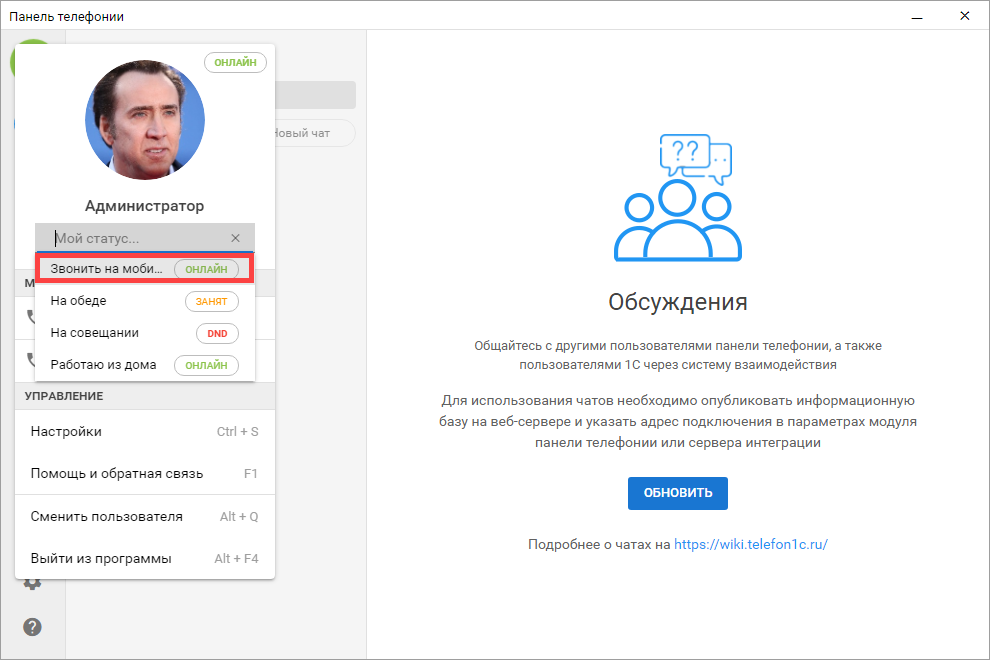 Панель телефонии
ОНЛАЙН
Новый чат
Администратор
Мой статус...
Звонить на моби... ОНЛАЙН
На обеде ЗАНЯТ
На совещании DND
Работаю из дома ОНЛАЙН
УПРАВЛЕНИЕ
Настройки Ctrl + S
Помощь и обратная связь F1
Сменить пользователя Alt + Q
Выйти из программы Alt + F4
??
Обсуждения
Общайтесь с другими пользователями панели телефонии, а также
пользователями 1С через систему взаимодействия
Для использования чатов необходимо опубликовать информационную
базу на веб-сервере и указать адрес подключения в параметрах модуля
панели телефонии или сервера интеграции
ОБНОВИТЬ
Подробнее о чатах на https://wiki.telefon1c.ru/